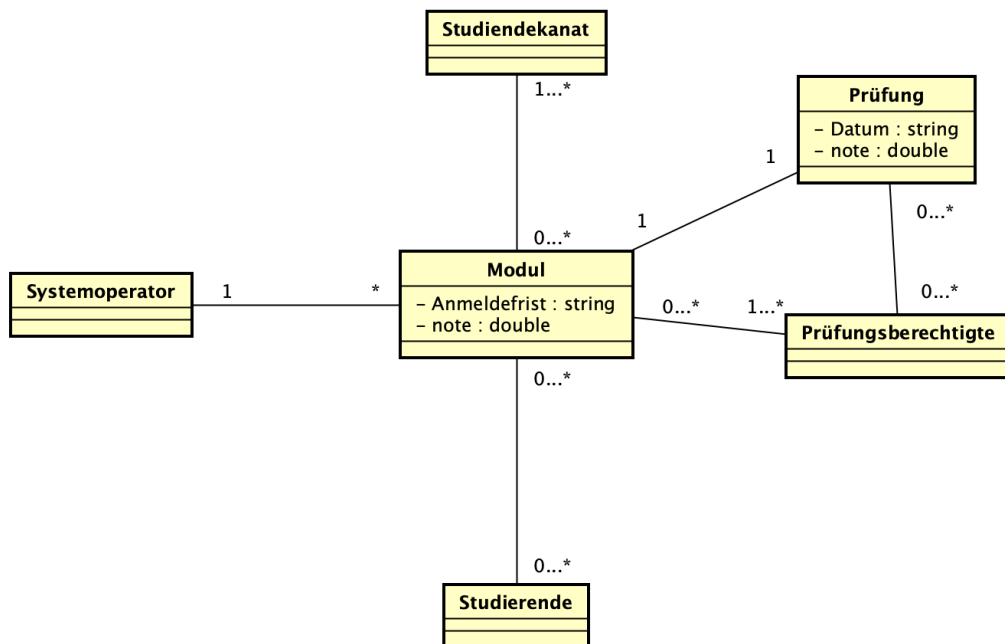 Studiendekanat
1...*
Prüfung
- Datum : string
- note : double
1
1
0...*
0...*
Modul
- Anmeldefrist : string
- note : double
Systemoperator
1
*
0...*
1...*
0...*
Prüfungsberechtigte
0...*
0...*
Studierende